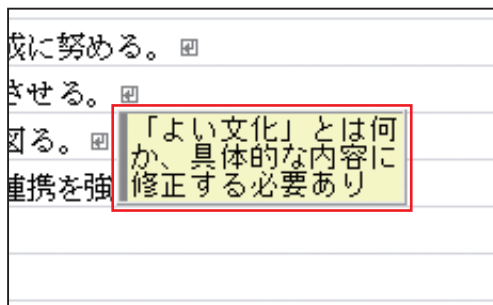 成に努める。
させる。
図る。
連携を強
「よい文化」とは何
か、具体的な内容に
修正する必要あり